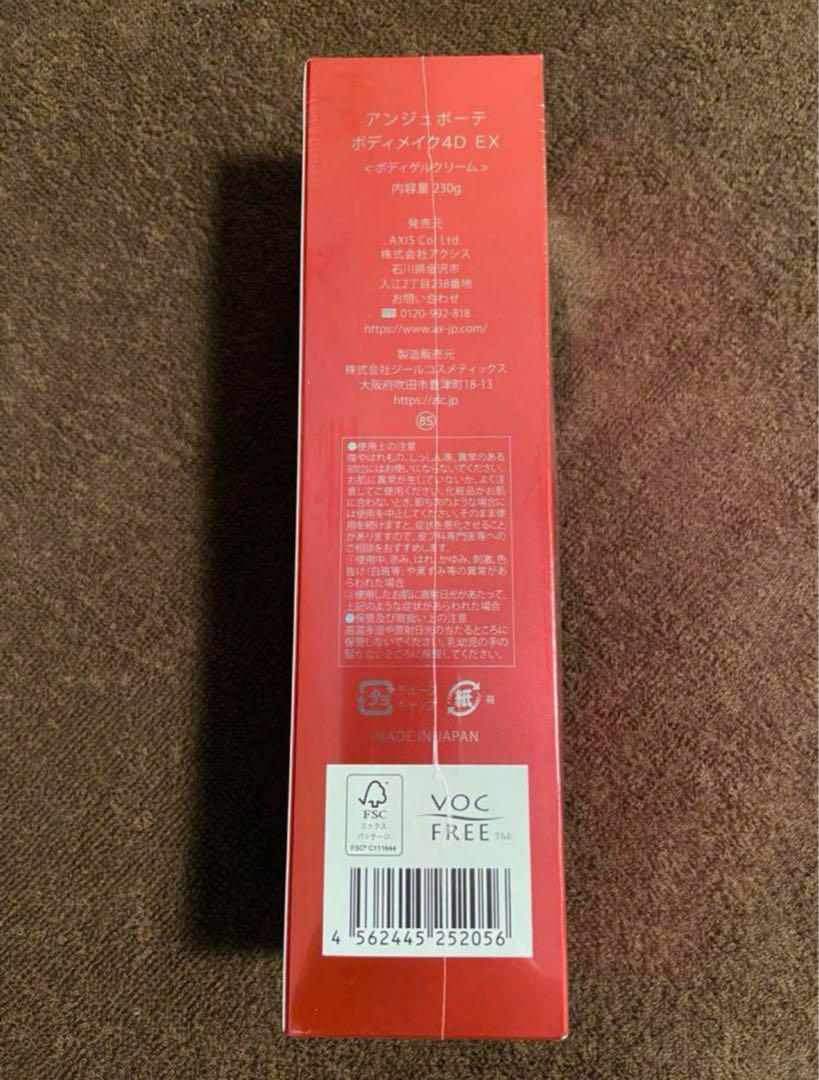 アンジュボーテ
ボディメイク4D EX
<ボディゲルクリーム>
内容量 230g
発売元
AXIS Co. Ltd.
株式会社アクシス
石川県金沢市
入江2丁目238番地
お問い合わせ
0120-992-818
https://www.ax-jp.com/
製造販売元
株式会社ジールコスメティックス
大阪府吹田市豊津町18-13
https://zlc.jp
85
●使用上の注意
傷やはれもの、しっしん等、異常のある
部位にはお使いにならないでください。
お肌に異常が生じていないか、よく注
意してご使用ください。化粧品がお肌
に合わないとき、即ち次のような場合に
は使用を中止してください。そのまま使
用を続けますと、症状を悪化させること
がありますので、皮フ科専門医等への
ご相談をおすすめします。
①使用中、赤み、はれ、かゆみ、刺激、色
抜け(白斑等)や黒ずみ等の異常があ
らわれた場合
②使用したお肌に直射日光があたって、
上記のような症状があらわれた場合
●保管及び取扱い上の注意
高温多湿や直射日光の当たるところに
保管しないでください。乳幼児の手の
届かないところに保管してください。
プラ チューブ キャップ 紙 箱
MADE IN JAPAN
FSC
ミックス
パッケージ
FSC® C111644
VOC
FREE T&E
4 562445 252056